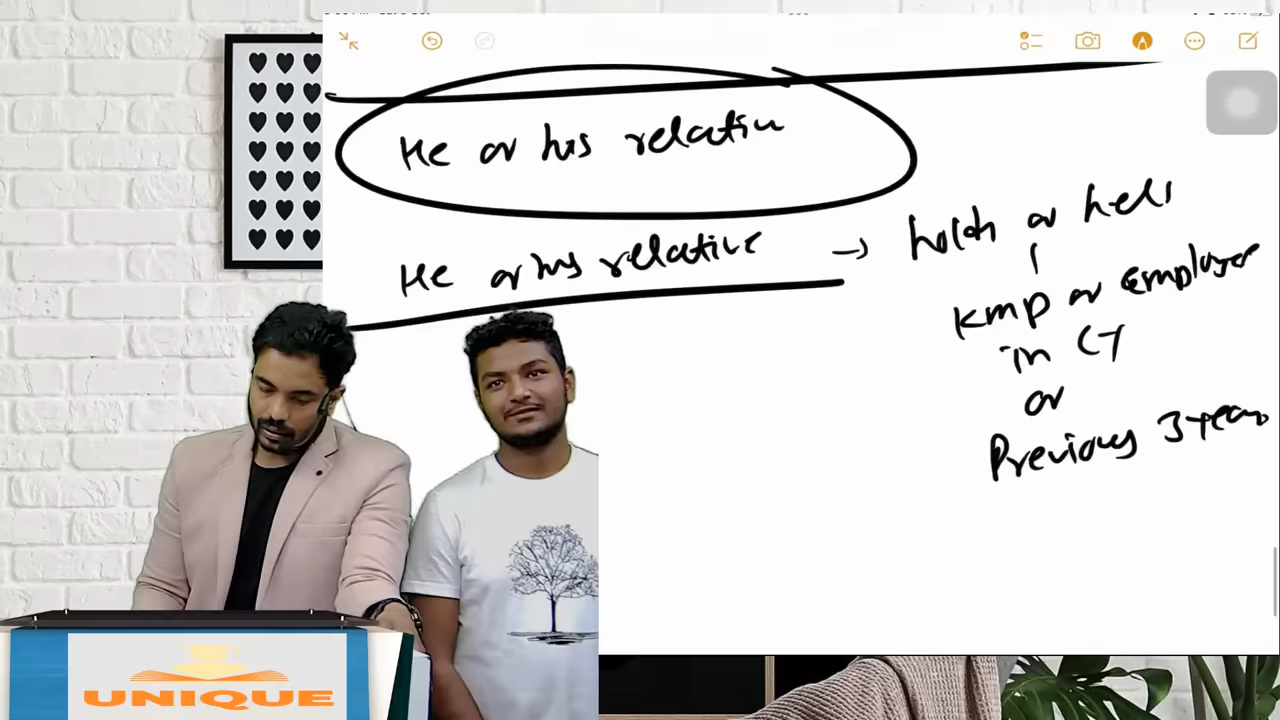 He or his relative
He or his relative → holds or held
KMP or Employee
in CY
or
Previous 3 years
UNIQUE